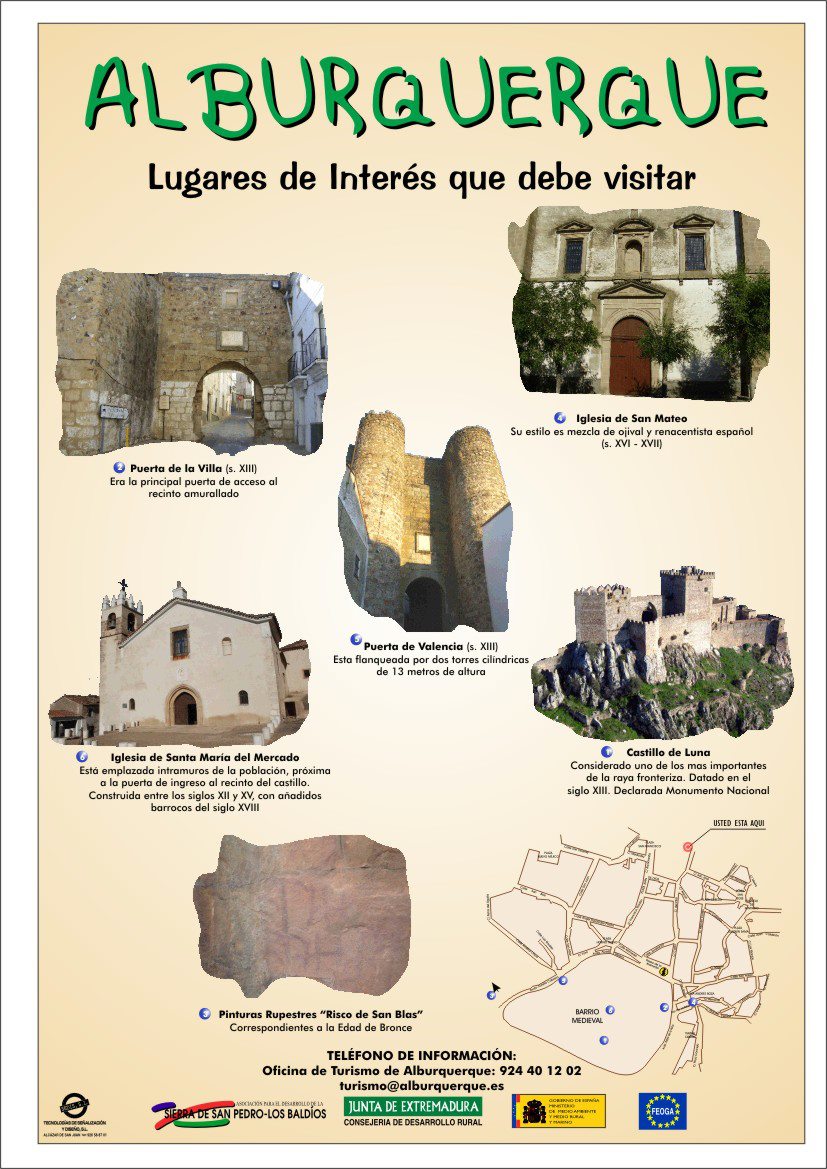 ALBURQUERQUE
Lugares de Interés que debe visitar
4 Iglesia de San Mateo
Su estilo es mezcla de ojival y renacentista español
(s. XVI - XVII)
2 Puerta de la Villa (s. XIII)
Era la principal puerta de acceso al
recinto amurallado
5 Puerta de Valencia (s. XIII)
Esta flanqueada por dos torres cilíndricas
de 13 metros de altura
6 Iglesia de Santa María del Mercado
Está emplazada intramuros de la población, próxima
a la puerta de ingreso al recinto del castillo.
Construida entre los siglos XII y XV, con añadidos
barrocos del siglo XVIII
1 Castillo de Luna
Considerado uno de los mas importantes
de la raya fronteriza. Datado en el
siglo XIII. Declarada Monumento Nacional
USTED ESTA AQUI
BARRIO
MEDIEVAL
3 Pinturas Rupestres “Risco de San Blas”
Correspondientes a la Edad de Bronce
TELÉFONO DE INFORMACIÓN:
Oficina de Turismo de Alburquerque: 924 40 12 02
turismo@alburquerque.es
TECNOLOGÍAS DE SEÑALIZACIÓN
Y DISEÑO, S.L.
ASOCIACIÓN PARA EL DESARROLLO DE LA
SIERRA DE SAN PEDRO-LOS BALDÍOS
JUNTA DE EXTREMADURA
CONSEJERIA DE DESARROLLO RURAL
GOBIERNO DE ESPAÑA
MINISTERIO
DE MEDIO AMBIENTE
Y MEDIO RURAL Y
MARINO
FEOGA